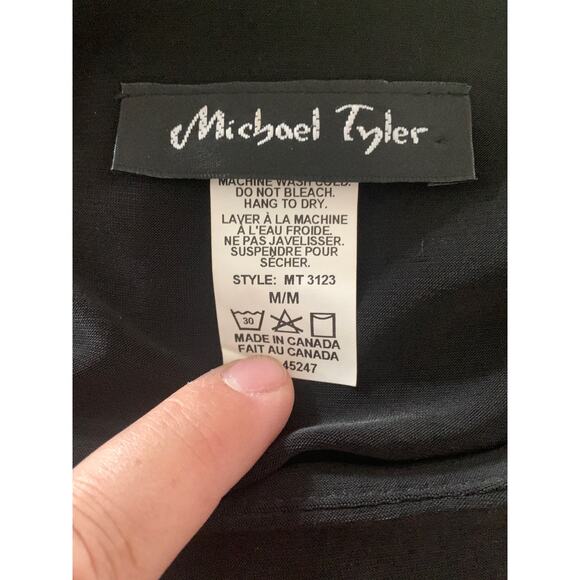 Michael Tyler
MACHINE WASH COLD.
DO NOT BLEACH.
HANG TO DRY.
LAVER À LA MACHINE
À L'EAU FROIDE.
NE PAS JAVELISSER.
SUSPENDRE POUR
SÉCHER.
STYLE: MT 3123
M/M
30
MADE IN CANADA
FAIT AU CANADA
45247